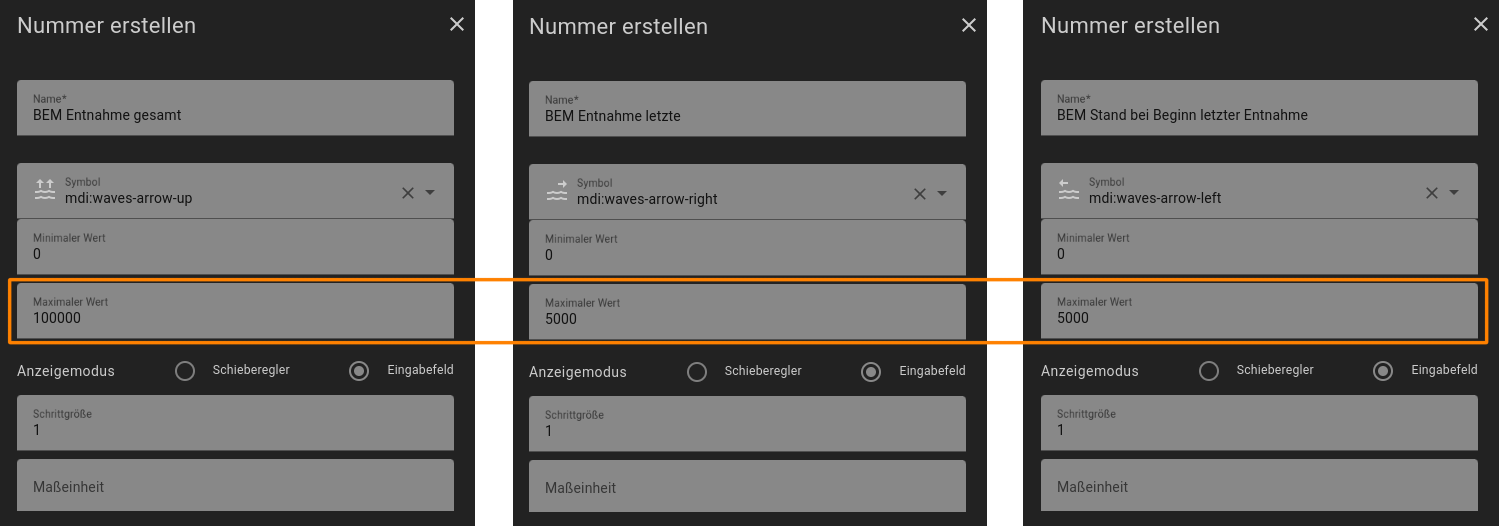 Nummer erstellen
Name*
BEM Entnahme gesamt
Symbol
mdi:waves-arrow-up
Minimaler Wert
0
Maximaler Wert
100000
Anzeigemodus Schieberegler Eingabefeld
Schrittgröße
1
Maßeinheit
Nummer erstellen
Name*
BEM Entnahme letzte
Symbol
mdi:waves-arrow-right
Minimaler Wert
0
Maximaler Wert
5000
Anzeigemodus Schieberegler Eingabefeld
Schrittgröße
1
Maßeinheit
Nummer erstellen
Name*
BEM Stand bei Beginn letzter Entnahme
Symbol
mdi:waves-arrow-left
Minimaler Wert
0
Maximaler Wert
5000
Anzeigemodus Schieberegler Eingabefeld
Schrittgröße
1
Maßeinheit